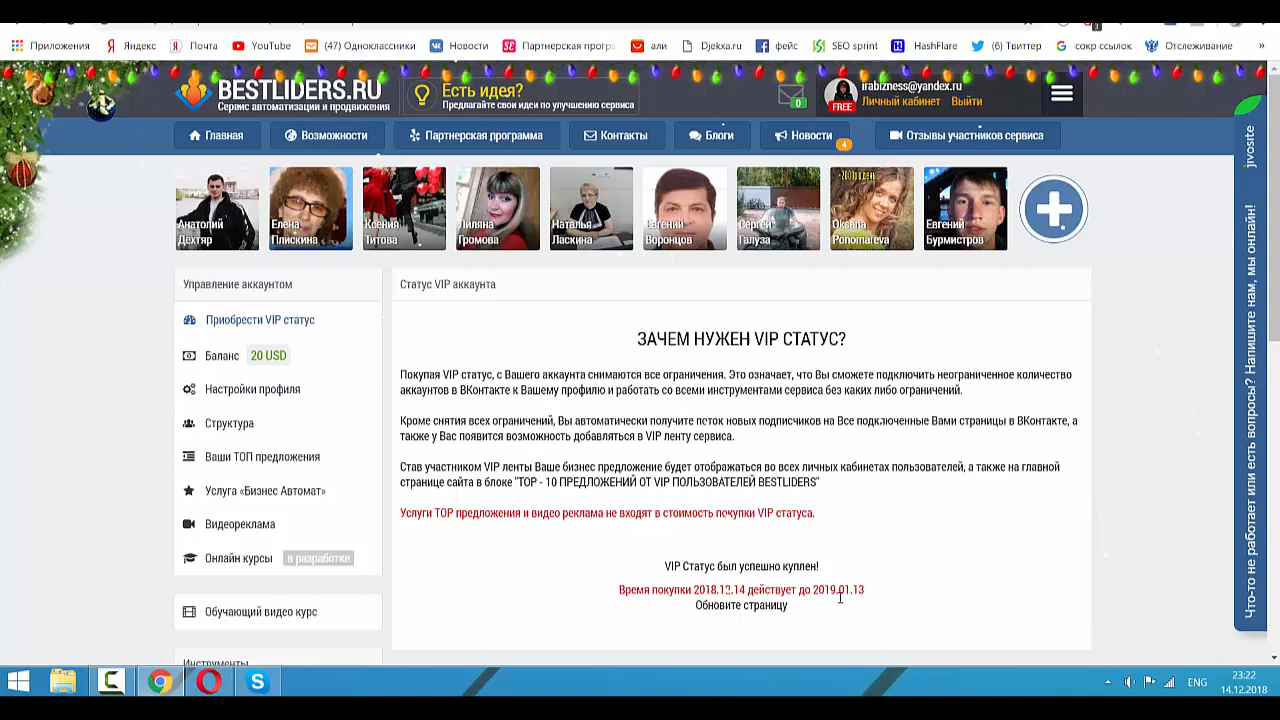 3
Приложения
Яндекс
Почта
YouTube
(47) Одноклассники
Новости
Партнерская прогр
али
Djekxa.ru
фейс
SEO sprint
HashFlare
(6) Твиттер
сокр ссылок
Отслеживание
»
BESTLIDERS.RU
Сервис автоматизации и продвижения
Есть идея?
Предлагайте свои идеи по улучшению сервиса
0
FREE
irabizness@yandex.ru
Личный кабинет Выйти
Главная
Возможности
Партнерская программа
Контакты
Блоги
Новости
4
Отзывы участников сервиса
Анатолий
Дехтяр
Елена
Плискина
Ксения
Титова
Лиляна
Громова
Наталья
Ласкина
Евгений
Воронцов
Сергей
Галуза
-2000р в день
Oksana
Ponomareva
Евгений
Бурмистров
Управление аккаунтом
Приобрести VIP статус
Баланс 20 USD
Настройки профиля
Структура
Ваши ТОП предложения
Услуга «Бизнес Автомат»
Видеореклама
Онлайн курсы в разработке
Обучающий видео курс
Инструменты
Статус VIP аккаунта
ЗАЧЕМ НУЖЕН VIP СТАТУС?
Покупая VIP статус, с Вашего аккаунта снимаются все ограничения. Это означает, что Вы сможете подключить неограниченное количество
аккаунтов в ВКонтакте к Вашему профилю и работать со всеми инструментами сервиса без каких либо ограничений.
Кроме снятия всех ограничений, Вы автоматически получите поток новых подписчиков на Все подключенные Вами страницы в ВКонтакте, а
также у Вас появится возможность добавляться в VIP ленту сервиса.
Став участником VIP ленты Ваше бизнес предложение будет отображаться во всех личных кабинетах пользователей, а также на главной
странице сайта в блоке "TOP - 10 ПРЕДЛОЖЕНИЙ ОТ VIP ПОЛЬЗОВАТЕЛЕЙ BESTLIDERS"
Услуги TOP предложения и видео реклама не входят в стоимость покупки VIP статуса.
VIP Статус был успешно куплен!
Время покупки 2018.12.14 действует до 2019.01.13
Обновите страницу
jivosite
Что-то не работает или есть вопросы? Напишите нам, мы онлайн!
ENG
23:22
14.12.2018